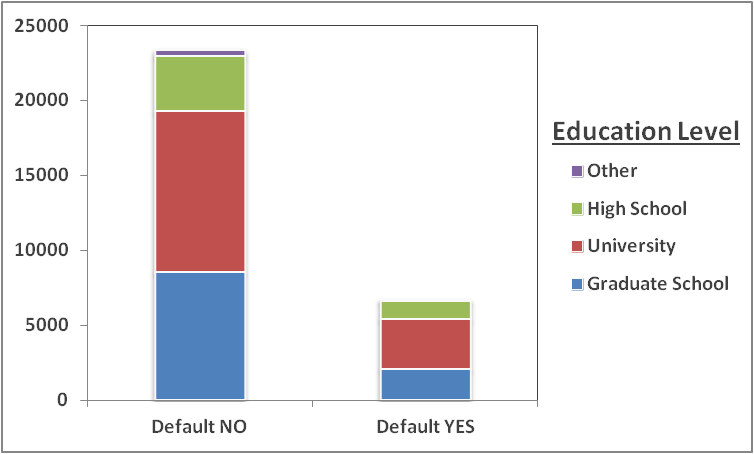 25000
20000
15000
10000
5000
0
Default NO
Default YES
Education Level
Other
High School
University
Graduate School